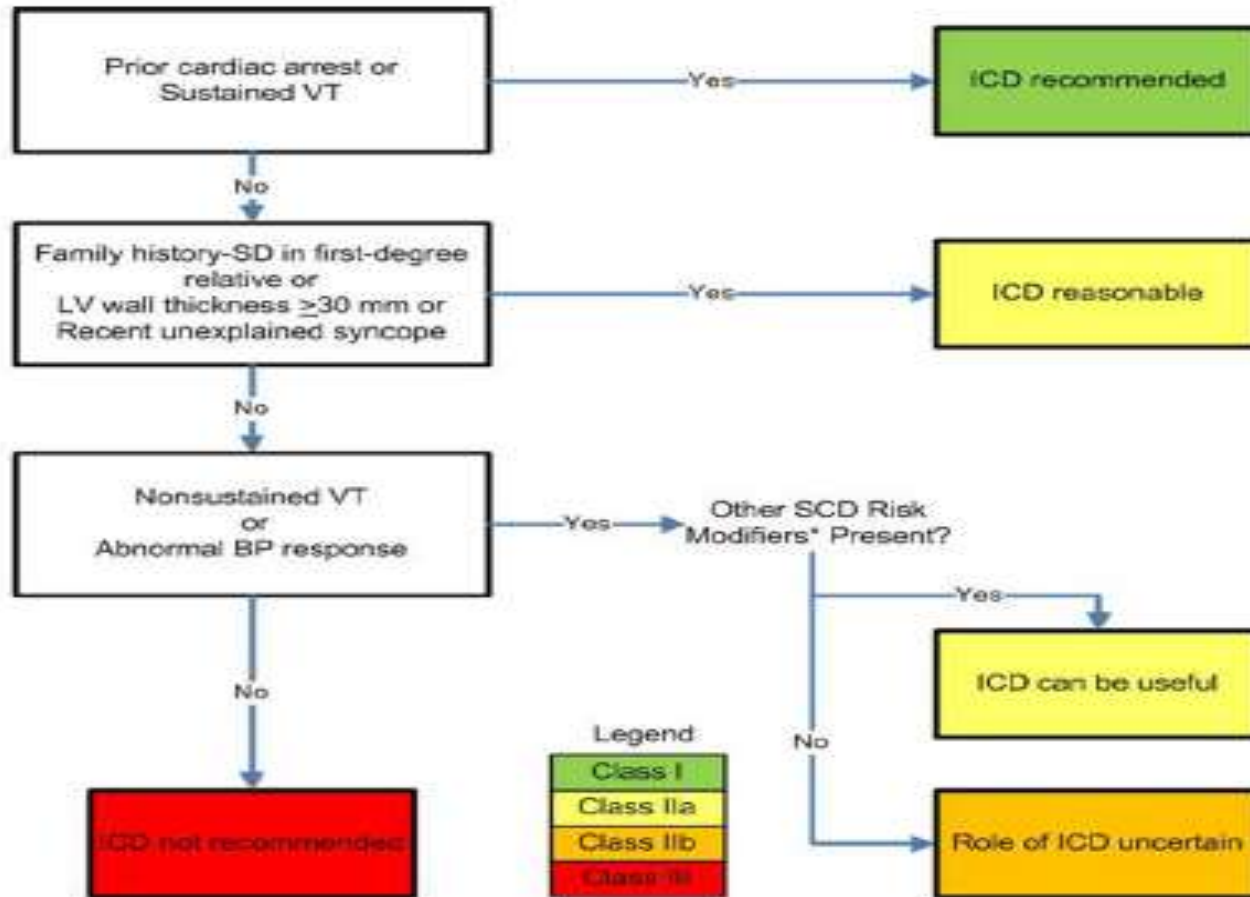 Prior cardiac arrest or
Sustained VT
Yes
ICD recommended
No
Family history-SD in first-degree
relative or
LV wall thickness ≥30 mm or
Recent unexplained syncope
Yes
ICD reasonable
No
Nonsustained VT
or
Abnormal BP response
Yes
Other SCD Risk
Modifiers* Present?
Yes
ICD can be useful
No
No
Legend
Class I
Class IIa
Class IIb
Class III
ICD not recommended
Role of ICD uncertain